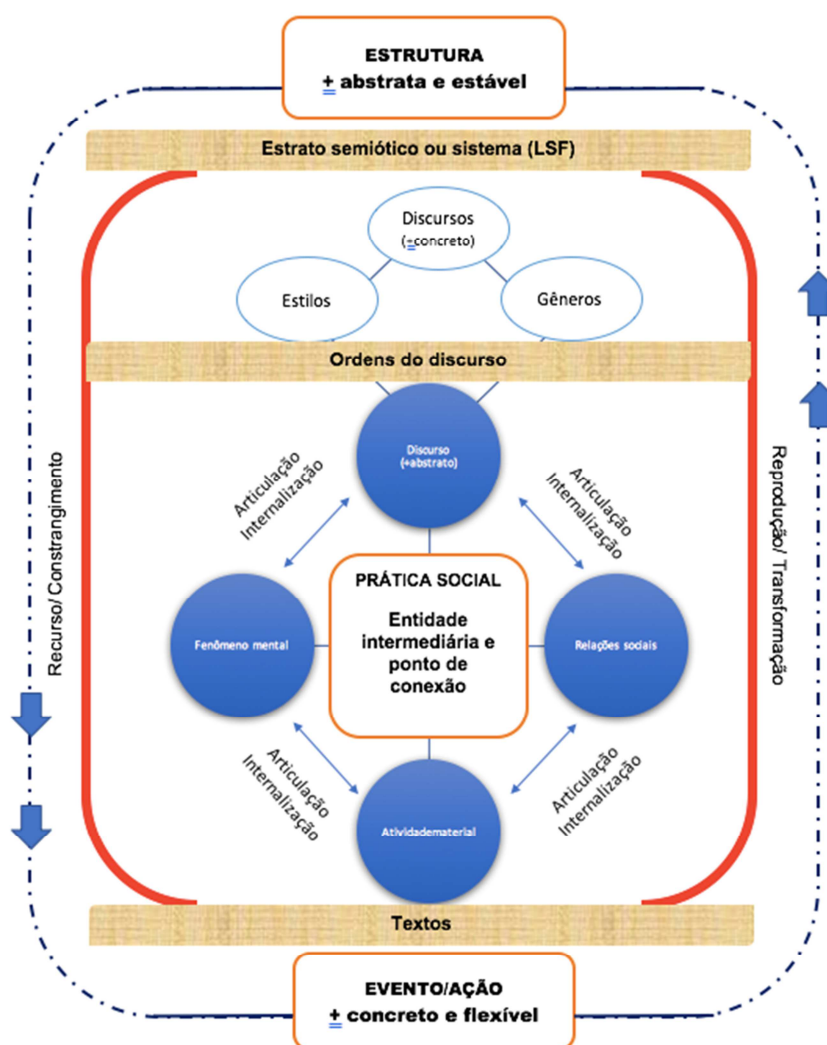 ESTRUTURA
+ abstrata e estável
Estrato semiótico ou sistema (LSF)
Discursos
(+concreto)
Estilos
Gêneros
Ordens do discurso
Discurso
(+abstrato)
Articulação
Internalização
Articulação
Internalização
Recurso/ Constrangimento
Reprodução/ Transformação
PRÁTICA SOCIAL
Entidade
intermediária e
ponto de
conexão
Fenômeno mental
Relações sociais
Articulação
Internalização
Articulação
Internalização
Atividadematerial
Textos
EVENTO/AÇÃO
+ concreto e flexível